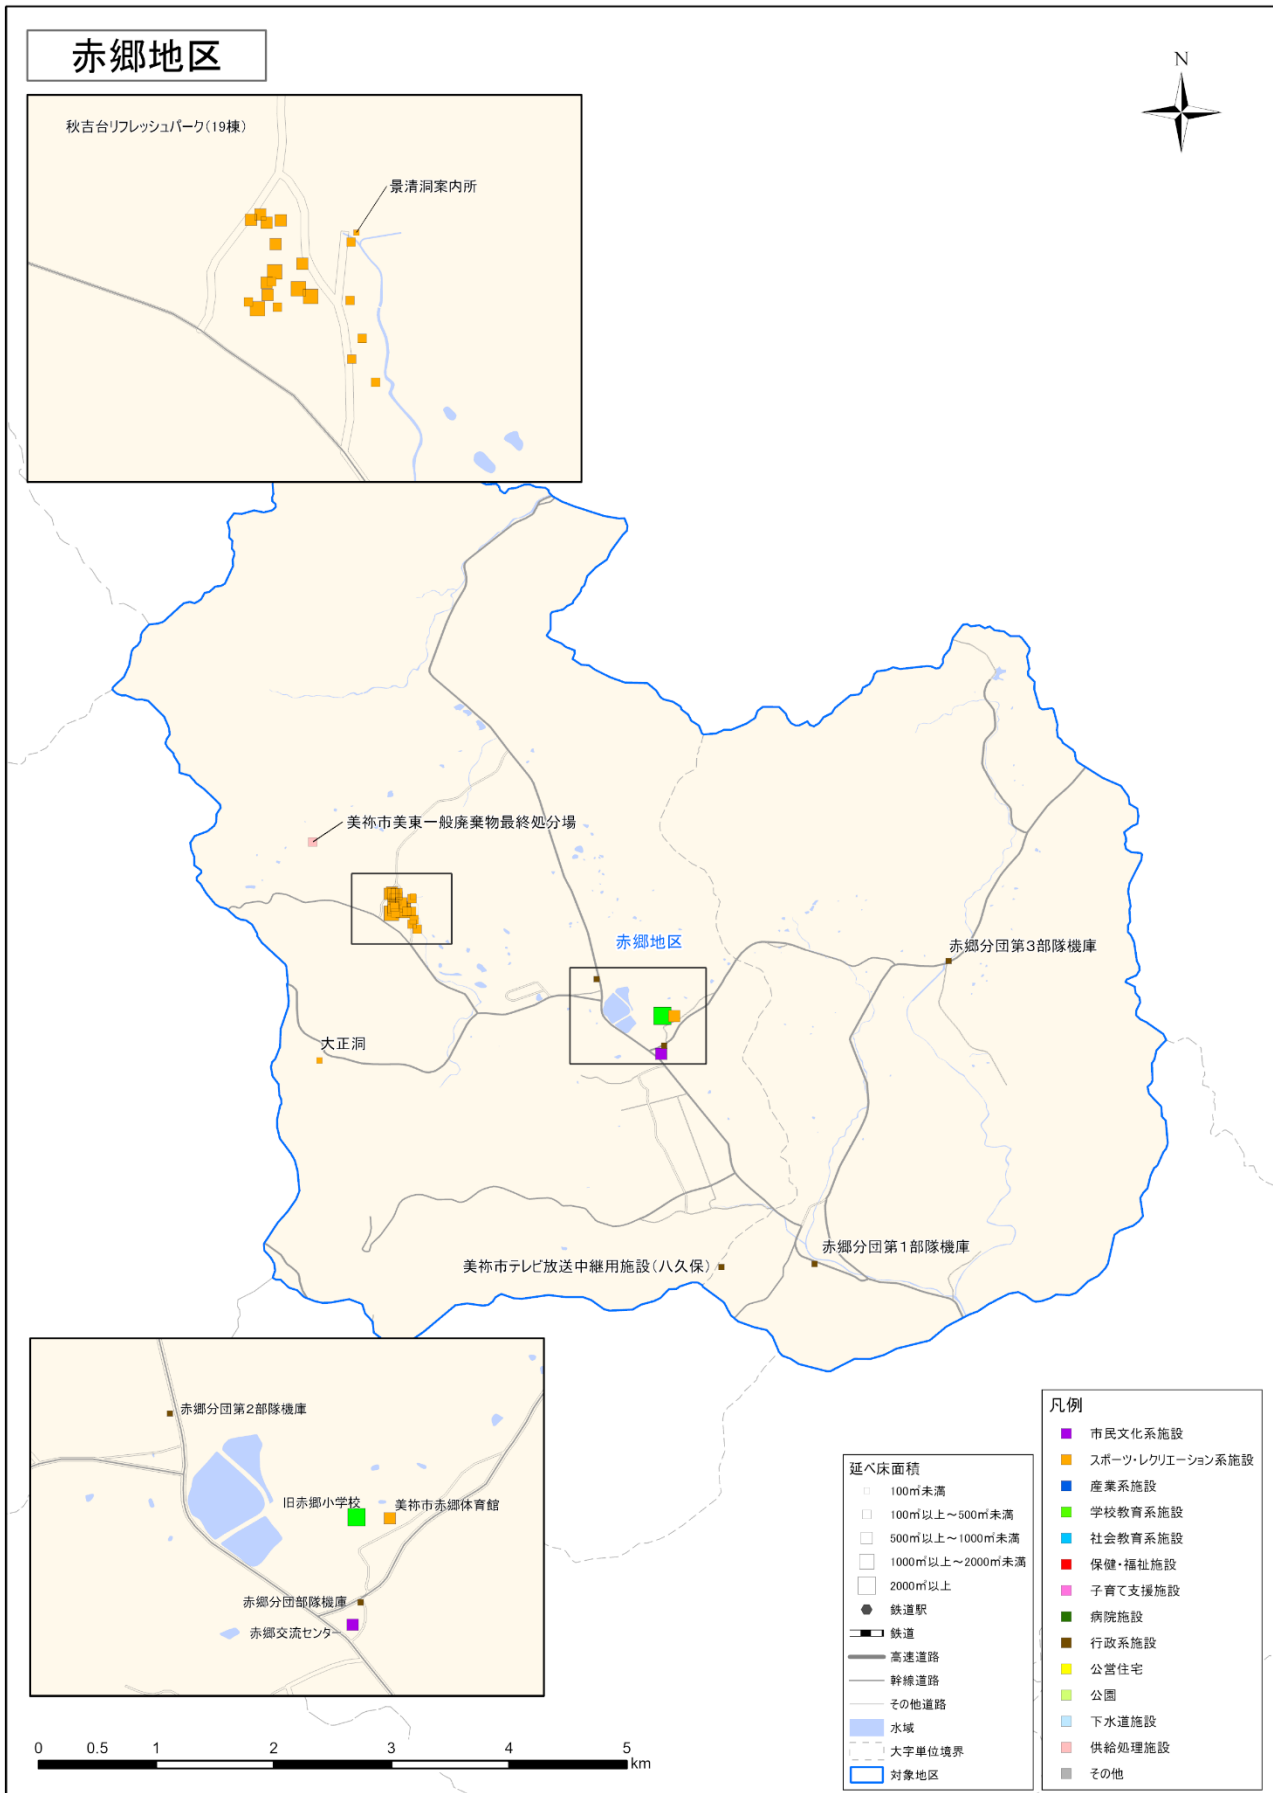 赤郷地区
N
秋吉台リフレッシュパーク(19棟)
景清洞案内所
美祢市美東一般廃棄物最終処分場
赤郷地区
赤郷分団第3部隊機庫
大正洞
赤郷分団第1部隊機庫
美祢市テレビ放送中継用施設(八久保)
赤郷分団第2部隊機庫
旧赤郷小学校
美祢市赤郷体育館
赤郷分団部隊機庫
赤郷交流センター
0 0.5 1 2 3 4 5
km
延べ床面積
100㎡未満
100㎡以上~500㎡未満
500㎡以上~1000㎡未満
1000㎡以上~2000㎡未満
2000㎡以上
鉄道駅
鉄道
高速道路
幹線道路
その他道路
水域
大字単位境界
対象地区
凡例
市民文化系施設
スポーツ・レクリエーション系施設
産業系施設
学校教育系施設
社会教育系施設
保健・福祉施設
子育て支援施設
病院施設
行政系施設
公営住宅
公園
下水道施設
供給処理施設
その他